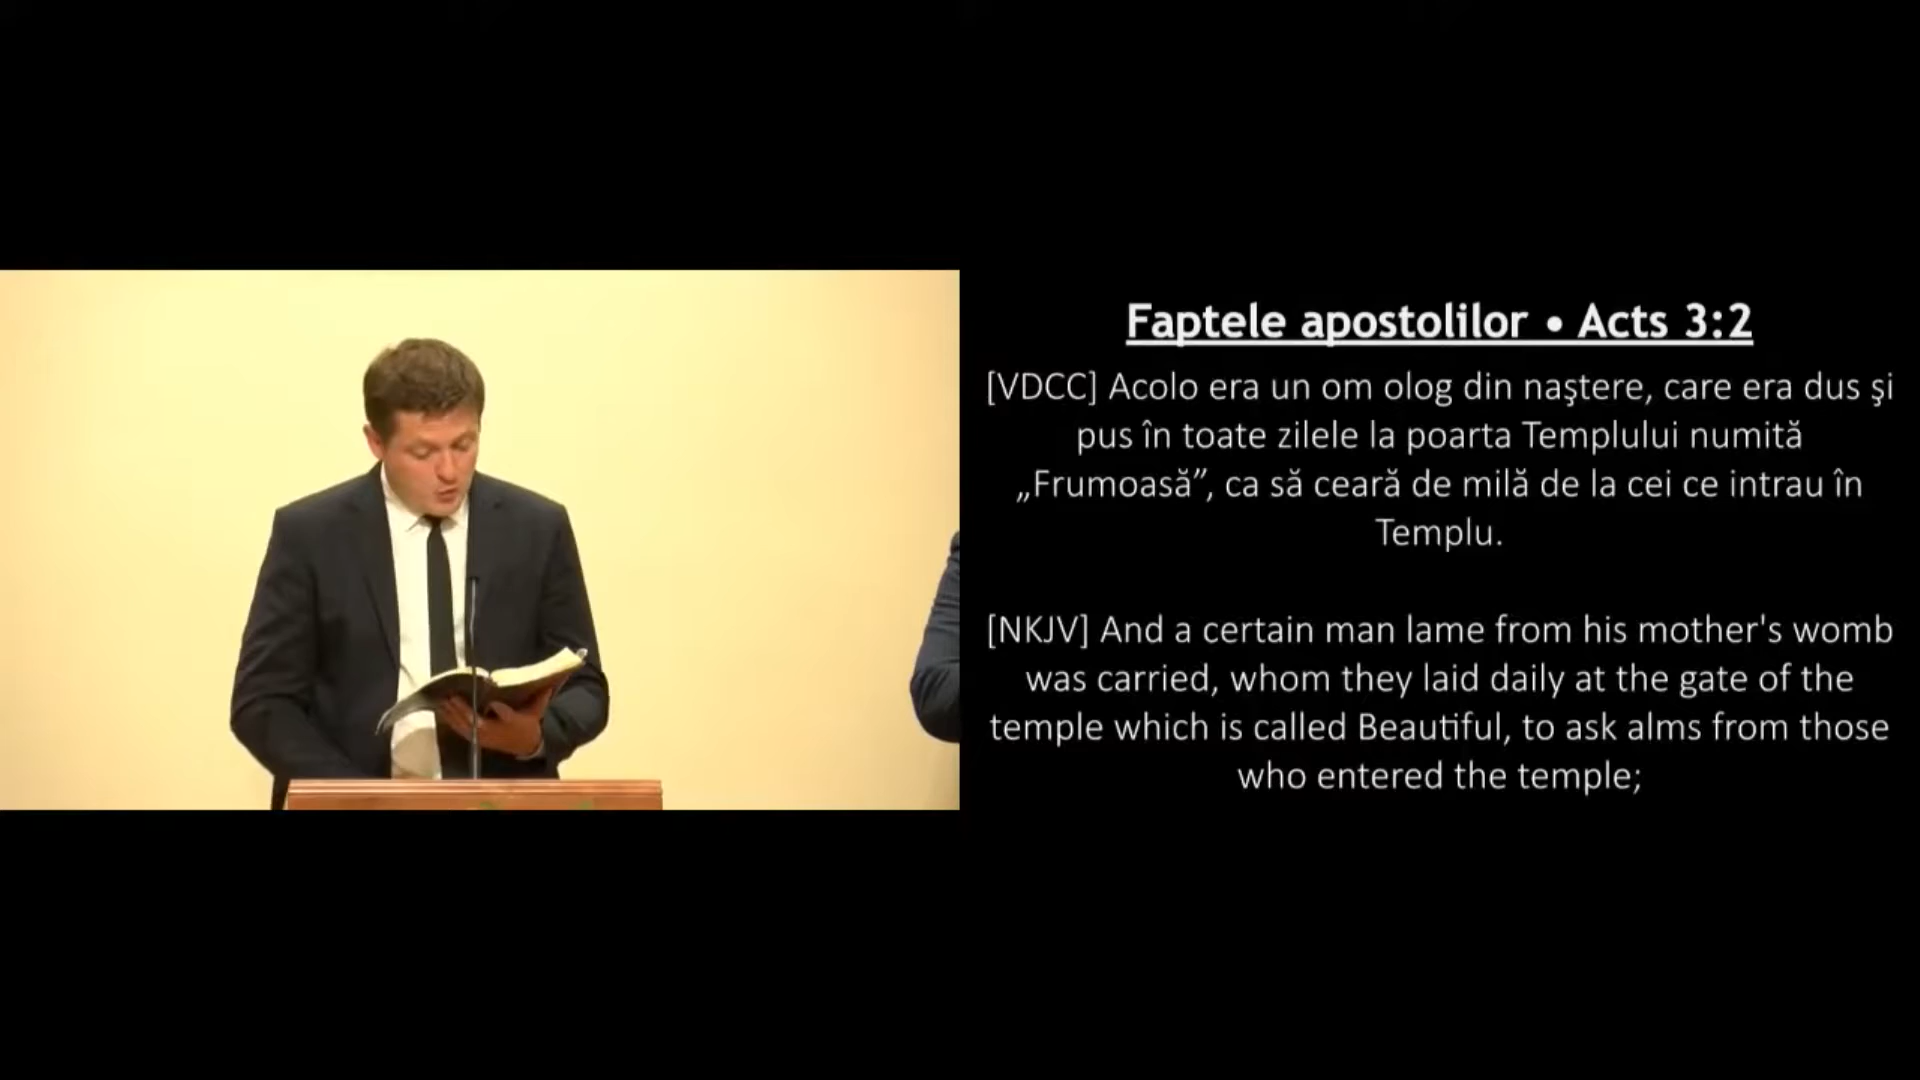 Faptele apostolilor • Acts 3:2
[VDCC] Acolo era un om olog din naştere, care era dus şi
pus în toate zilele la poarta Templului numită
„Frumoasă”, ca să ceară de milă de la cei ce intrau în
Templu.
[NKJV] And a certain man lame from his mother's womb
was carried, whom they laid daily at the gate of the
temple which is called Beautiful, to ask alms from those
who entered the temple;